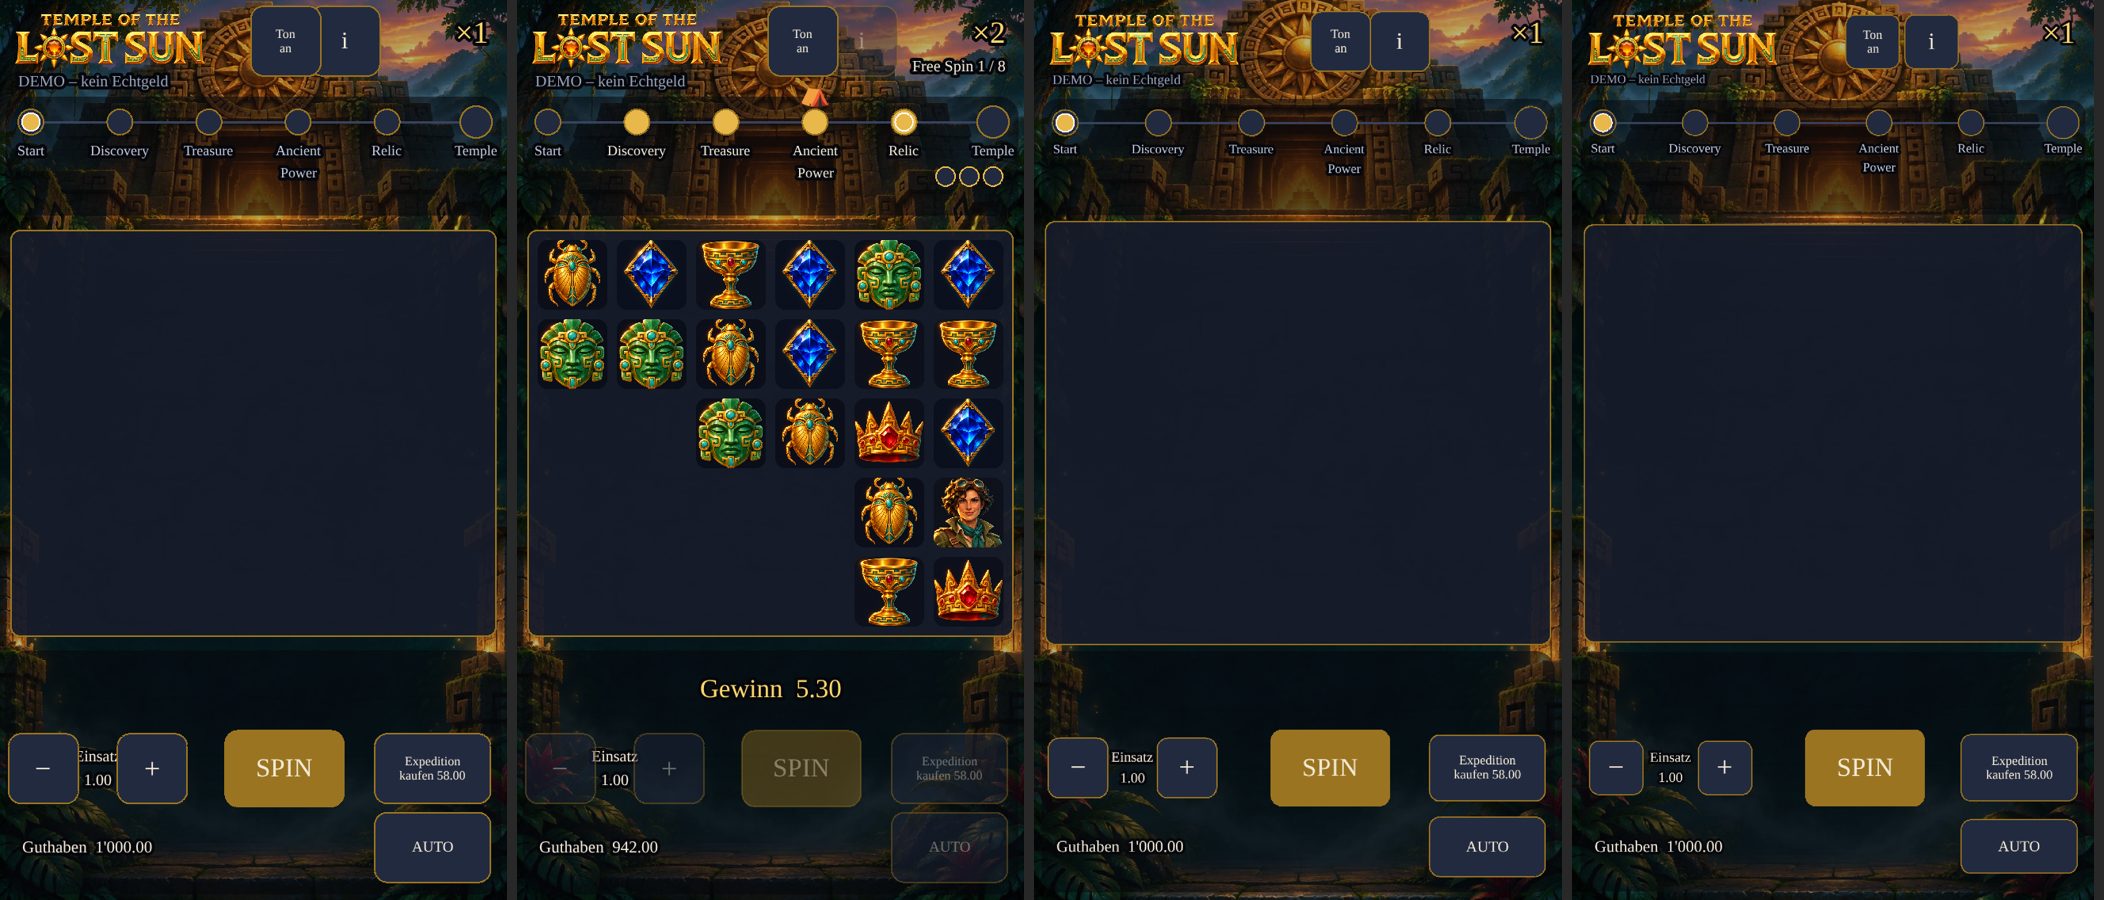 TEMPLE OF THE
LOST SUN
DEMO – kein Echtgeld
Ton
an
i
×1
Start
Discovery
Treasure
Ancient
Power
Relic
Temple
−
Einsatz
1.00
+
SPIN
Expedition
kaufen 58.00
Guthaben 1'000.00
AUTO
TEMPLE OF THE
LOST SUN
DEMO – kein Echtgeld
Ton
an
i
×2
Free Spin 1 / 8
Start
Discovery
Treasure
Ancient
Power
Relic
Temple
Gewinn 5.30
−
Einsatz
1.00
+
SPIN
Expedition
kaufen 58.00
Guthaben 942.00
AUTO
TEMPLE OF THE
LOST SUN
DEMO – kein Echtgeld
Ton
an
i
×1
Start
Discovery
Treasure
Ancient
Power
Relic
Temple
−
Einsatz
1.00
+
SPIN
Expedition
kaufen 58.00
Guthaben 1'000.00
AUTO
TEMPLE OF THE
LOST SUN
DEMO – kein Echtgeld
Ton
an
i
×1
Start
Discovery
Treasure
Ancient
Power
Relic
Temple
−
Einsatz
1.00
+
SPIN
Expedition
kaufen 58.00
Guthaben 1'000.00
AUTO